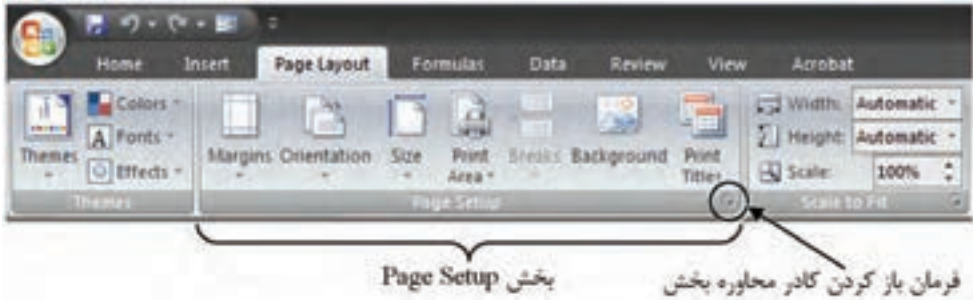 Home Insert Page Layout Formulas Data Review View Acrobat
Colors Width: Automatic
Fonts Height: Automatic
Themes Margins Orientation Size Print Area Breaks Background Print Titles
Effects Scale: 100%
Themes Page Setup Scale to Fit
بخش Page Setup
فرمان باز کردن کادر محاوره بخش